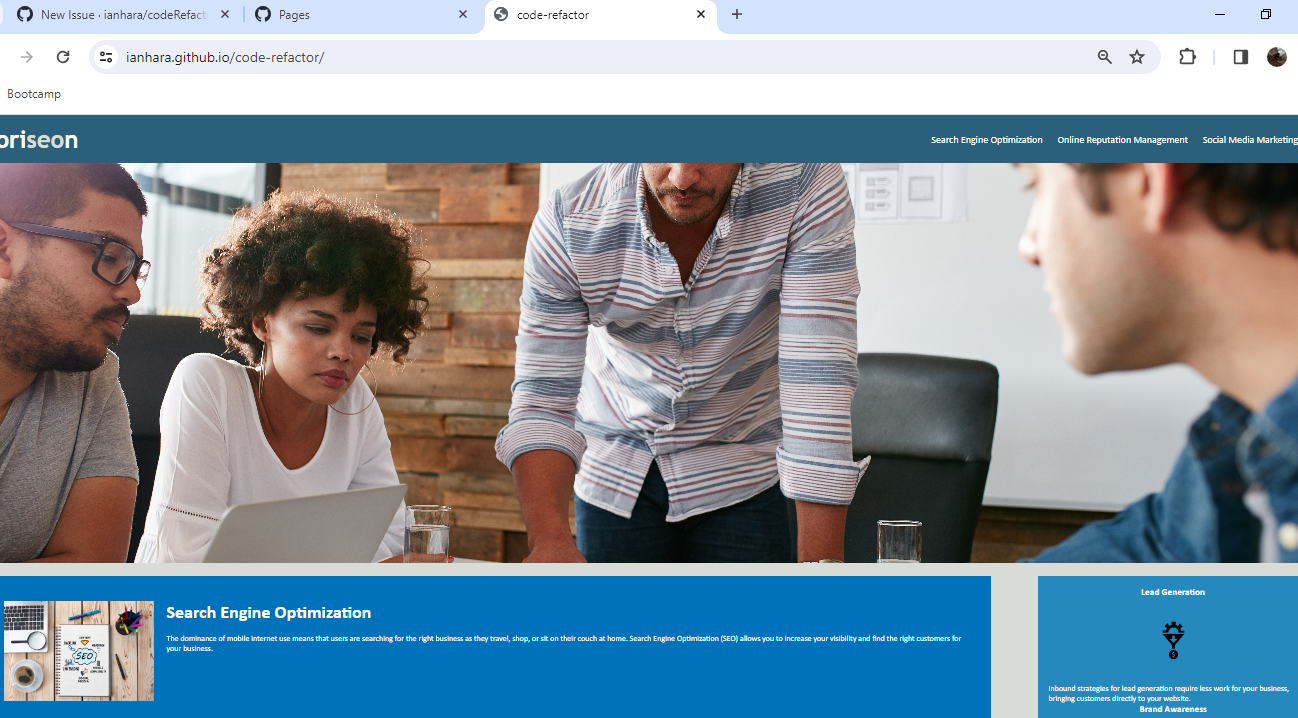 New Issue · ianhara/codeRefact
Pages
code-refactor
ianhara.github.io/code-refactor/
Bootcamp
oriseon
Search Engine Optimization
Online Reputation Management
Social Media Marketing
SEO
Search Engine Optimization
The dominance of mobile internet use means that users are searching for the right business as they travel, shop, or sit on their couch at home. Search Engine Optimization (SEO) allows you to increase your visibility and find the right customers for
your business.
Lead Generation
Inbound strategies for lead generation require less work for your business,
bringing customers directly to your website.
Brand Awareness